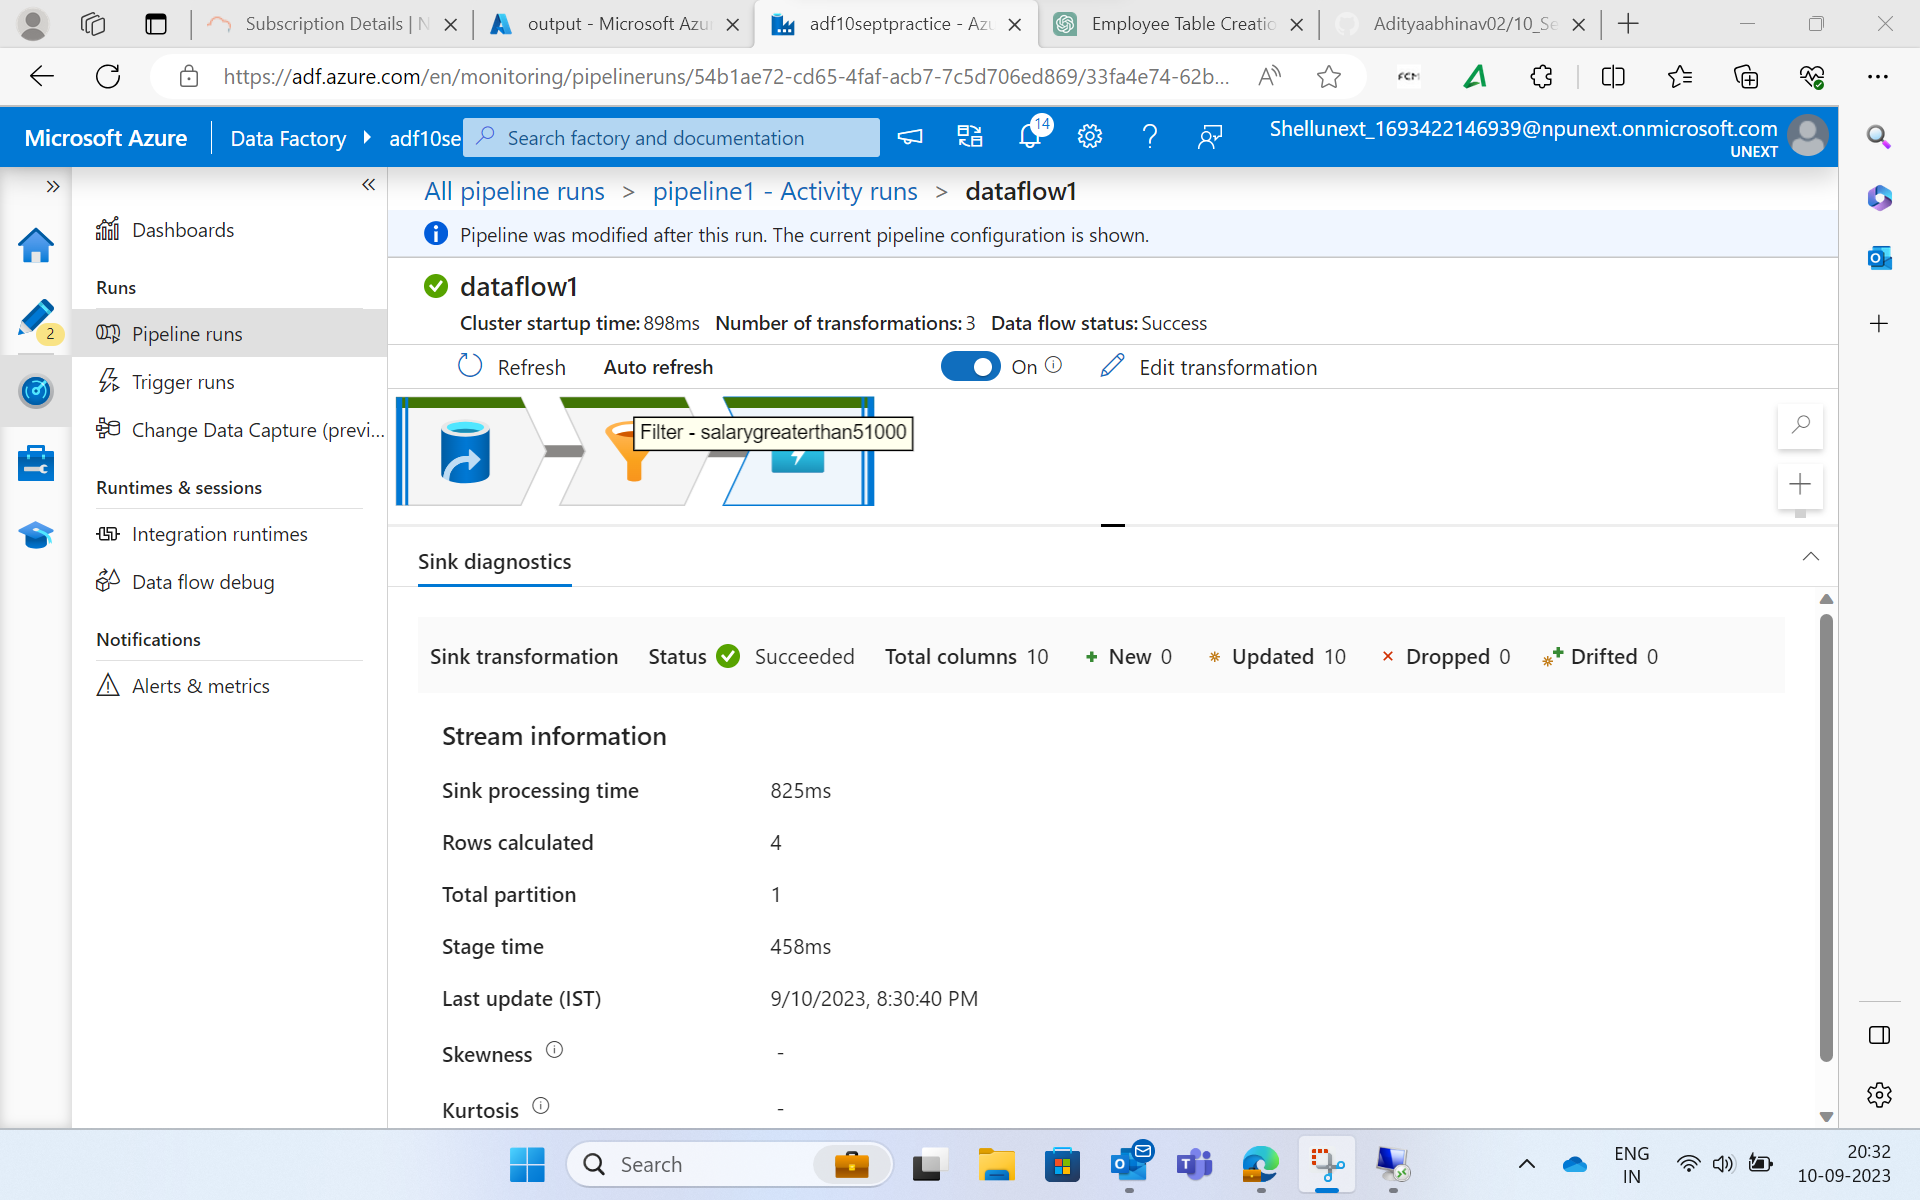 Subscription Details | N
output - Microsoft Azu
adf10septpractice - Azu
Employee Table Creatio
Adityaabhinav02/10_Se
https://adf.azure.com/en/monitoring/pipelineruns/54b1ae72-cd65-4faf-acb7-7c5d706ed869/33fa4e74-62b...
FCM
Microsoft Azure
Data Factory
adf10se
Search factory and documentation
14
Shellunext_1693422146939@npunext.onmicrosoft.com
UNEXT
2
Dashboards
Runs
Pipeline runs
Trigger runs
Change Data Capture (previ...
Runtimes & sessions
Integration runtimes
Data flow debug
Notifications
Alerts & metrics
All pipeline runs > pipeline1 - Activity runs > dataflow1
Pipeline was modified after this run. The current pipeline configuration is shown.
dataflow1
Cluster startup time: 898ms Number of transformations: 3 Data flow status: Success
Refresh Auto refresh On Edit transformation
Filter - salarygreaterthan51000
Sink diagnostics
Sink transformation Status Succeeded Total columns 10 New 0 Updated 10 Dropped 0 Drifted 0
Stream information
Sink processing time 825ms
Rows calculated 4
Total partition 1
Stage time 458ms
Last update (IST) 9/10/2023, 8:30:40 PM
Skewness -
Kurtosis -
Search
ENG
IN
20:32
10-09-2023